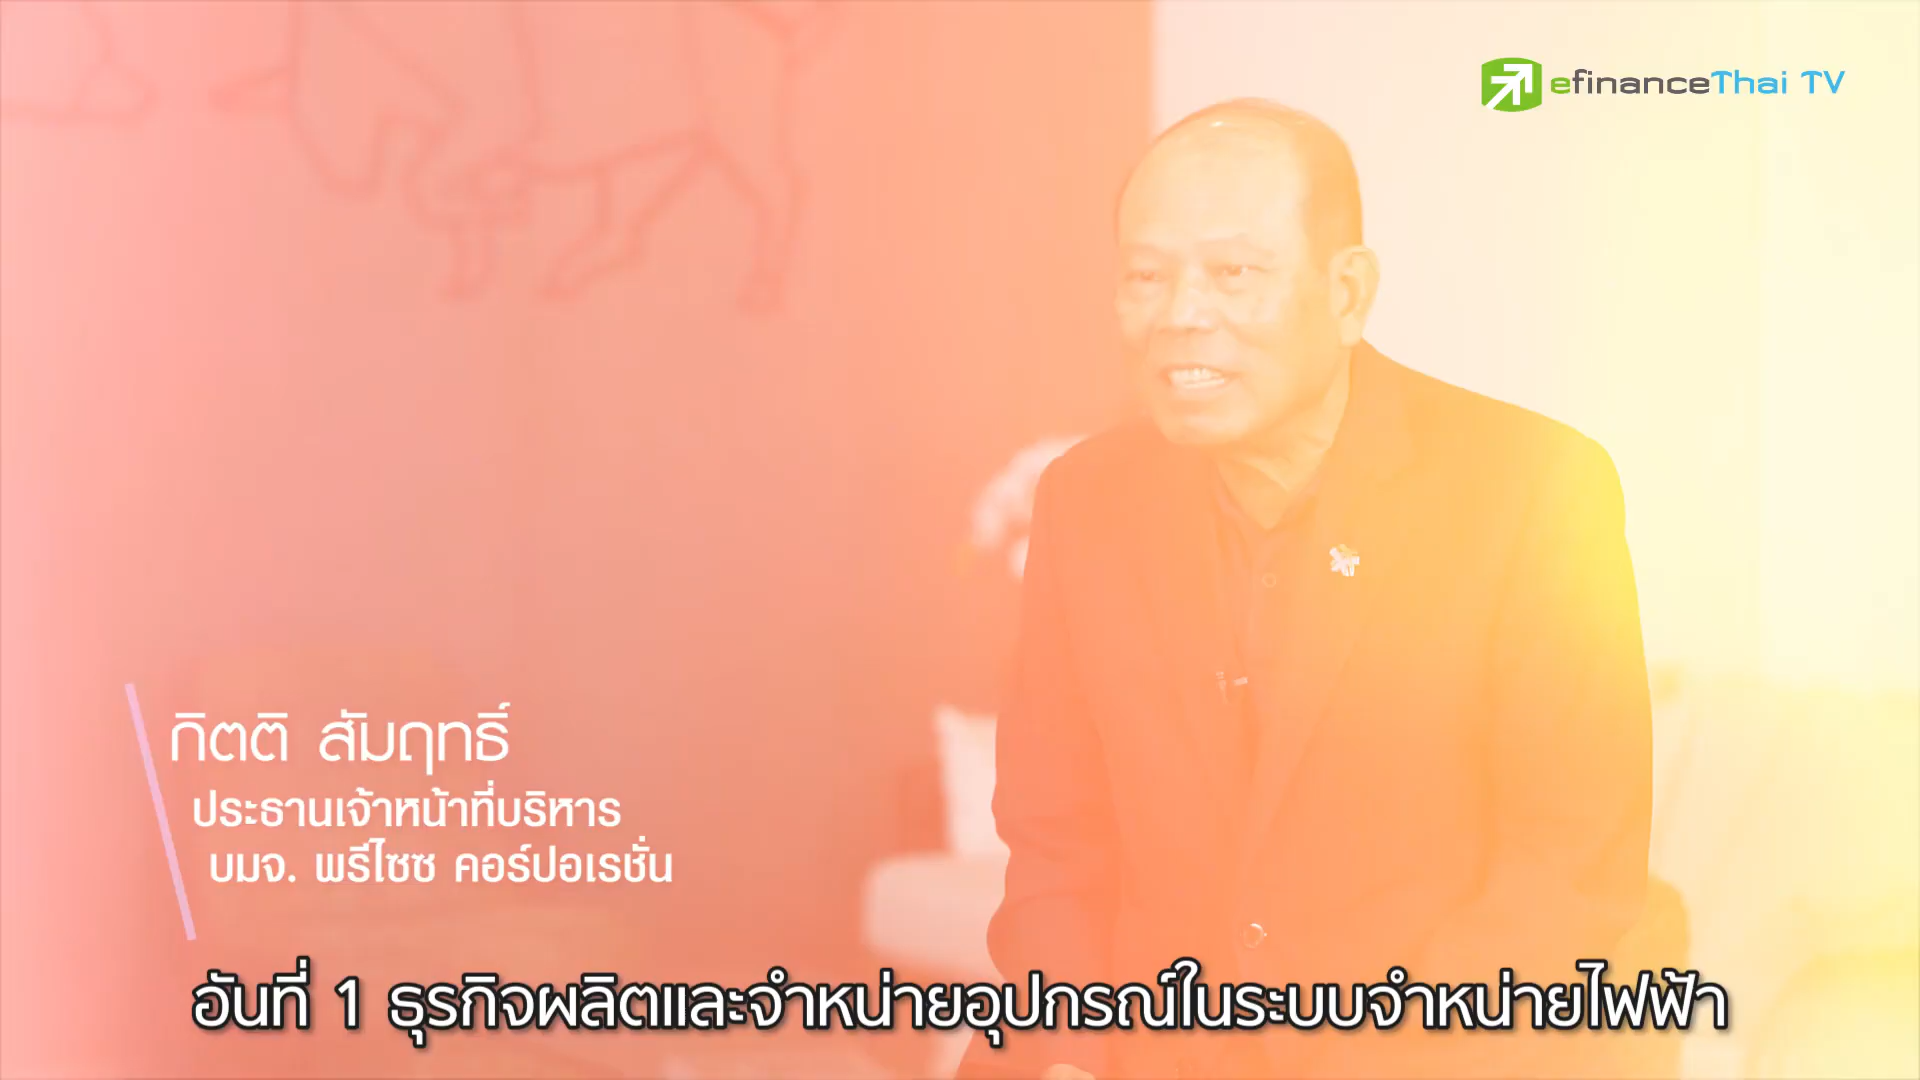 efinanceThai TV
กิตติ สัมฤทธิ์
ประธานเจ้าหน้าที่บริหาร
บมจ. พรีไซซ คอร์ปอเรชั่น
อันที่ 1 ธุรกิจผลิตและจำหน่ายอุปกรณ์ในระบบจำหน่ายไฟฟ้า